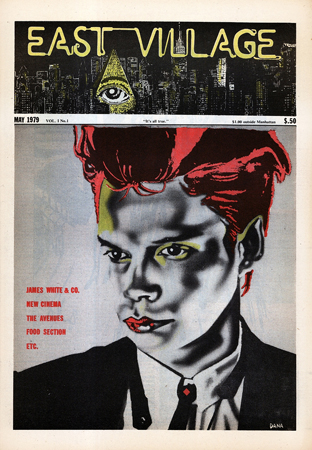 EAST VILLAGE
MAY 1979 VOL. 1 No. 1 "It's all true." $1.00 outside Manhattan $.50
JAMES WHITE & CO.
NEW CINEMA
THE AVENUES
FOOD SECTION
ETC.
DANA